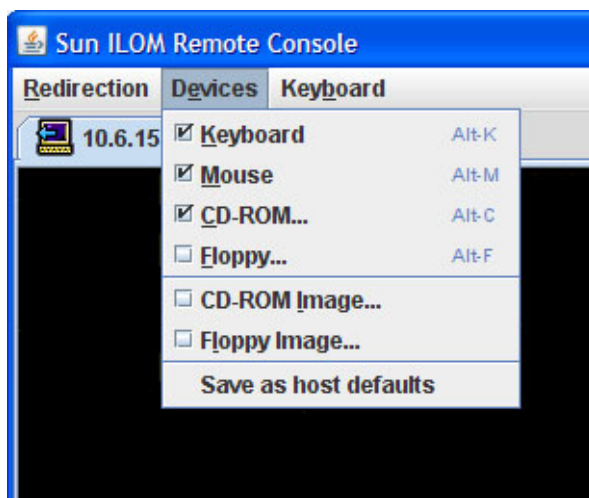 Sun ILOM Remote Console
Redirection Devices Keyboard
10.6.15
Keyboard Alt-K
Mouse Alt-M
CD-ROM... Alt-C
Floppy... Alt-F
CD-ROM Image...
Floppy Image...
Save as host defaults